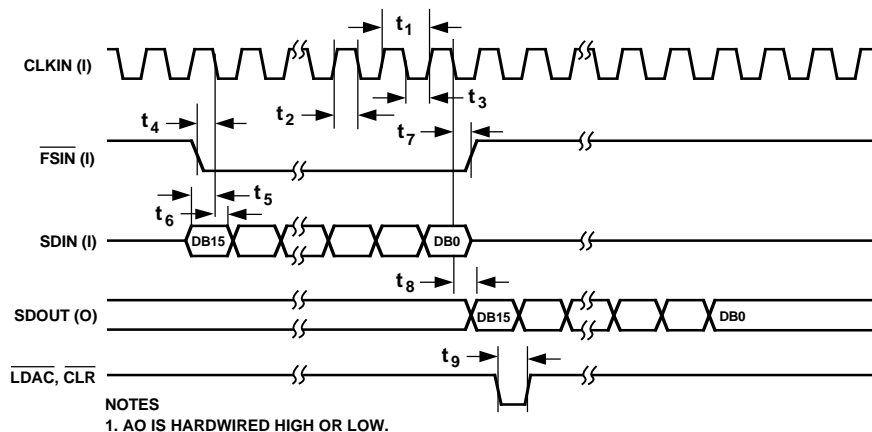 t1
CLKIN (I)
t2
t3
t4
t7
FSIN (I)
t5
t6
SDIN (I)
DB15
DB0
t8
SDOUT (O)
DB15
DB0
t9
LDAC, CLR
NOTES
1. AO IS HARDWIRED HIGH OR LOW.